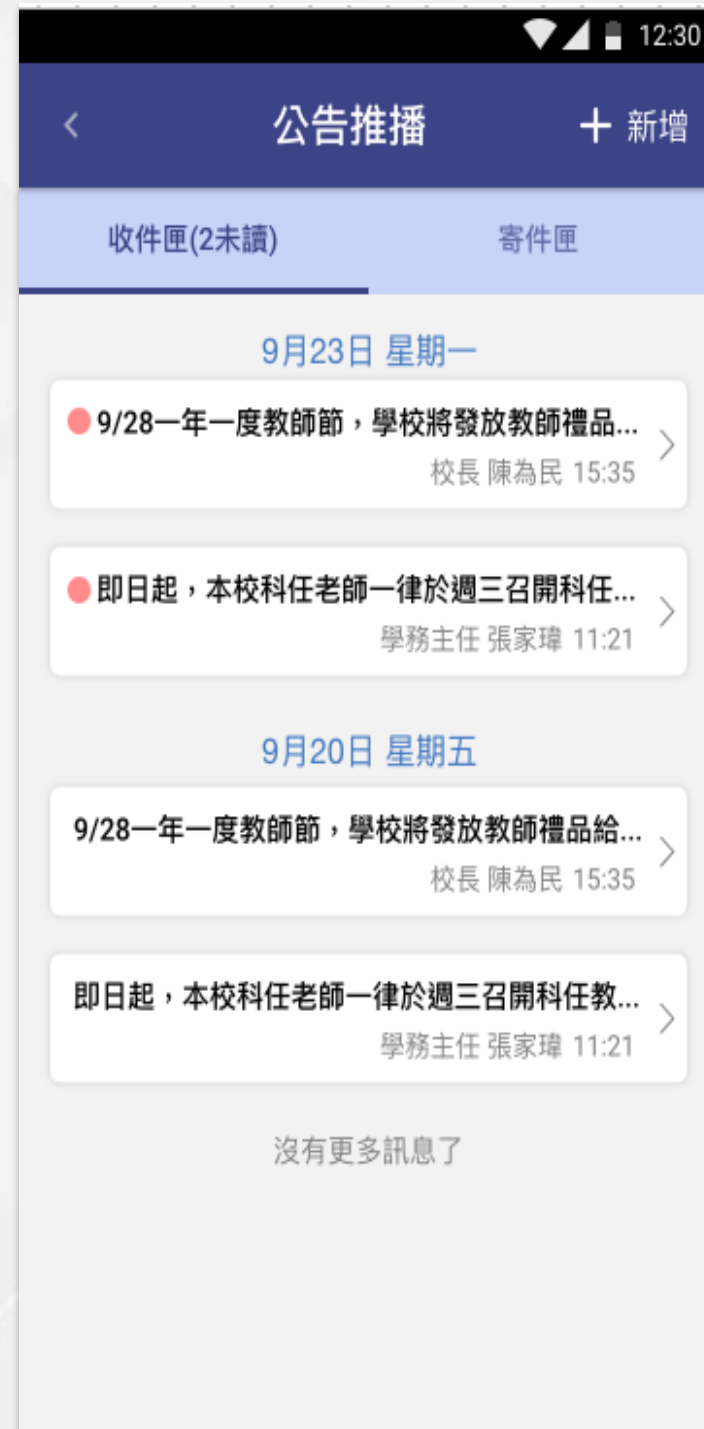 12:30
公告推播
新增
收件匣(2未讀)
寄件匣
9月23日 星期一
9/28一年一度教師節，學校將發放教師禮品...
校長 陳為民 15:35
即日起，本校科任老師一律於週三召開科任...
學務主任 張家瑋 11:21
9月20日 星期五
9/28一年一度教師節，學校將發放教師禮品給...
校長 陳為民 15:35
即日起，本校科任老師一律於週三召開科任教...
學務主任 張家瑋 11:21
沒有更多訊息了